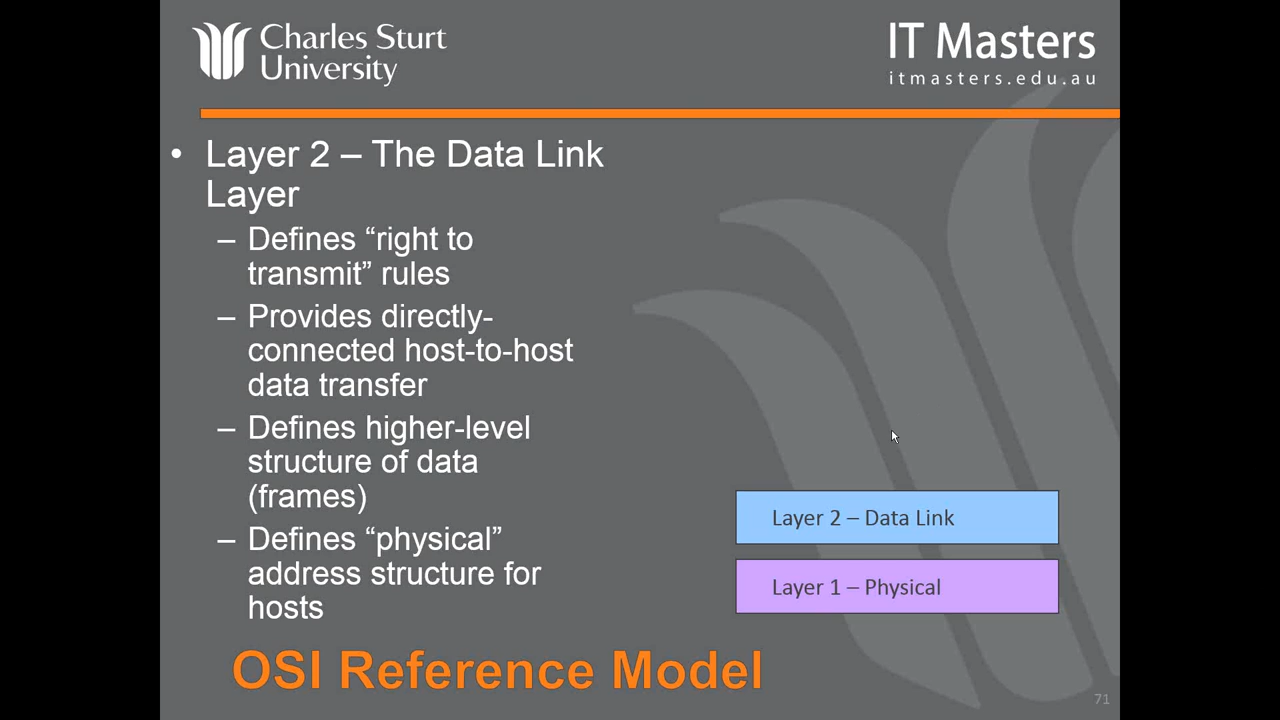 Charles Sturt
University
IT Masters
itmasters.edu.au
• Layer 2 – The Data Link
Layer
– Defines “right to
transmit” rules
– Provides directly-
connected host-to-host
data transfer
– Defines higher-level
structure of data
(frames)
– Defines “physical”
address structure for
hosts
Layer 2 – Data Link
Layer 1 – Physical
OSI Reference Model
71